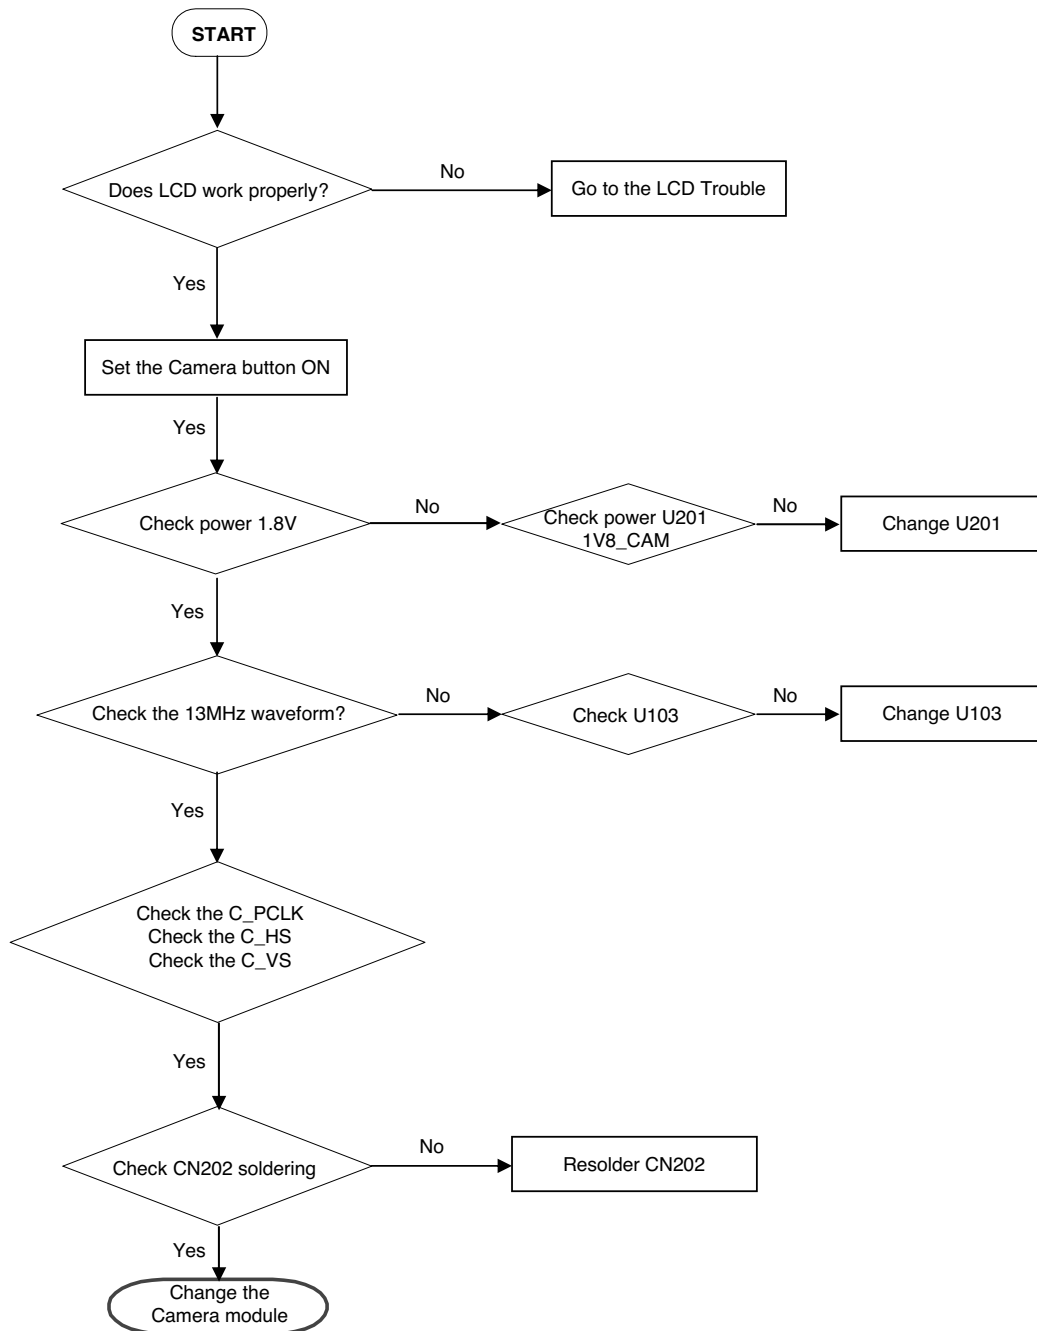 START
Does LCD work properly?
No
Go to the LCD Trouble
Yes
Set the Camera button ON
Yes
Check power 1.8V
No
Check power U201
1V8_CAM
No
Change U201
Yes
Check the 13MHz waveform?
No
Check U103
No
Change U103
Yes
Check the C_PCLK
Check the C_HS
Check the C_VS
Yes
Check CN202 soldering
No
Resolder CN202
Yes
Change the
Camera module